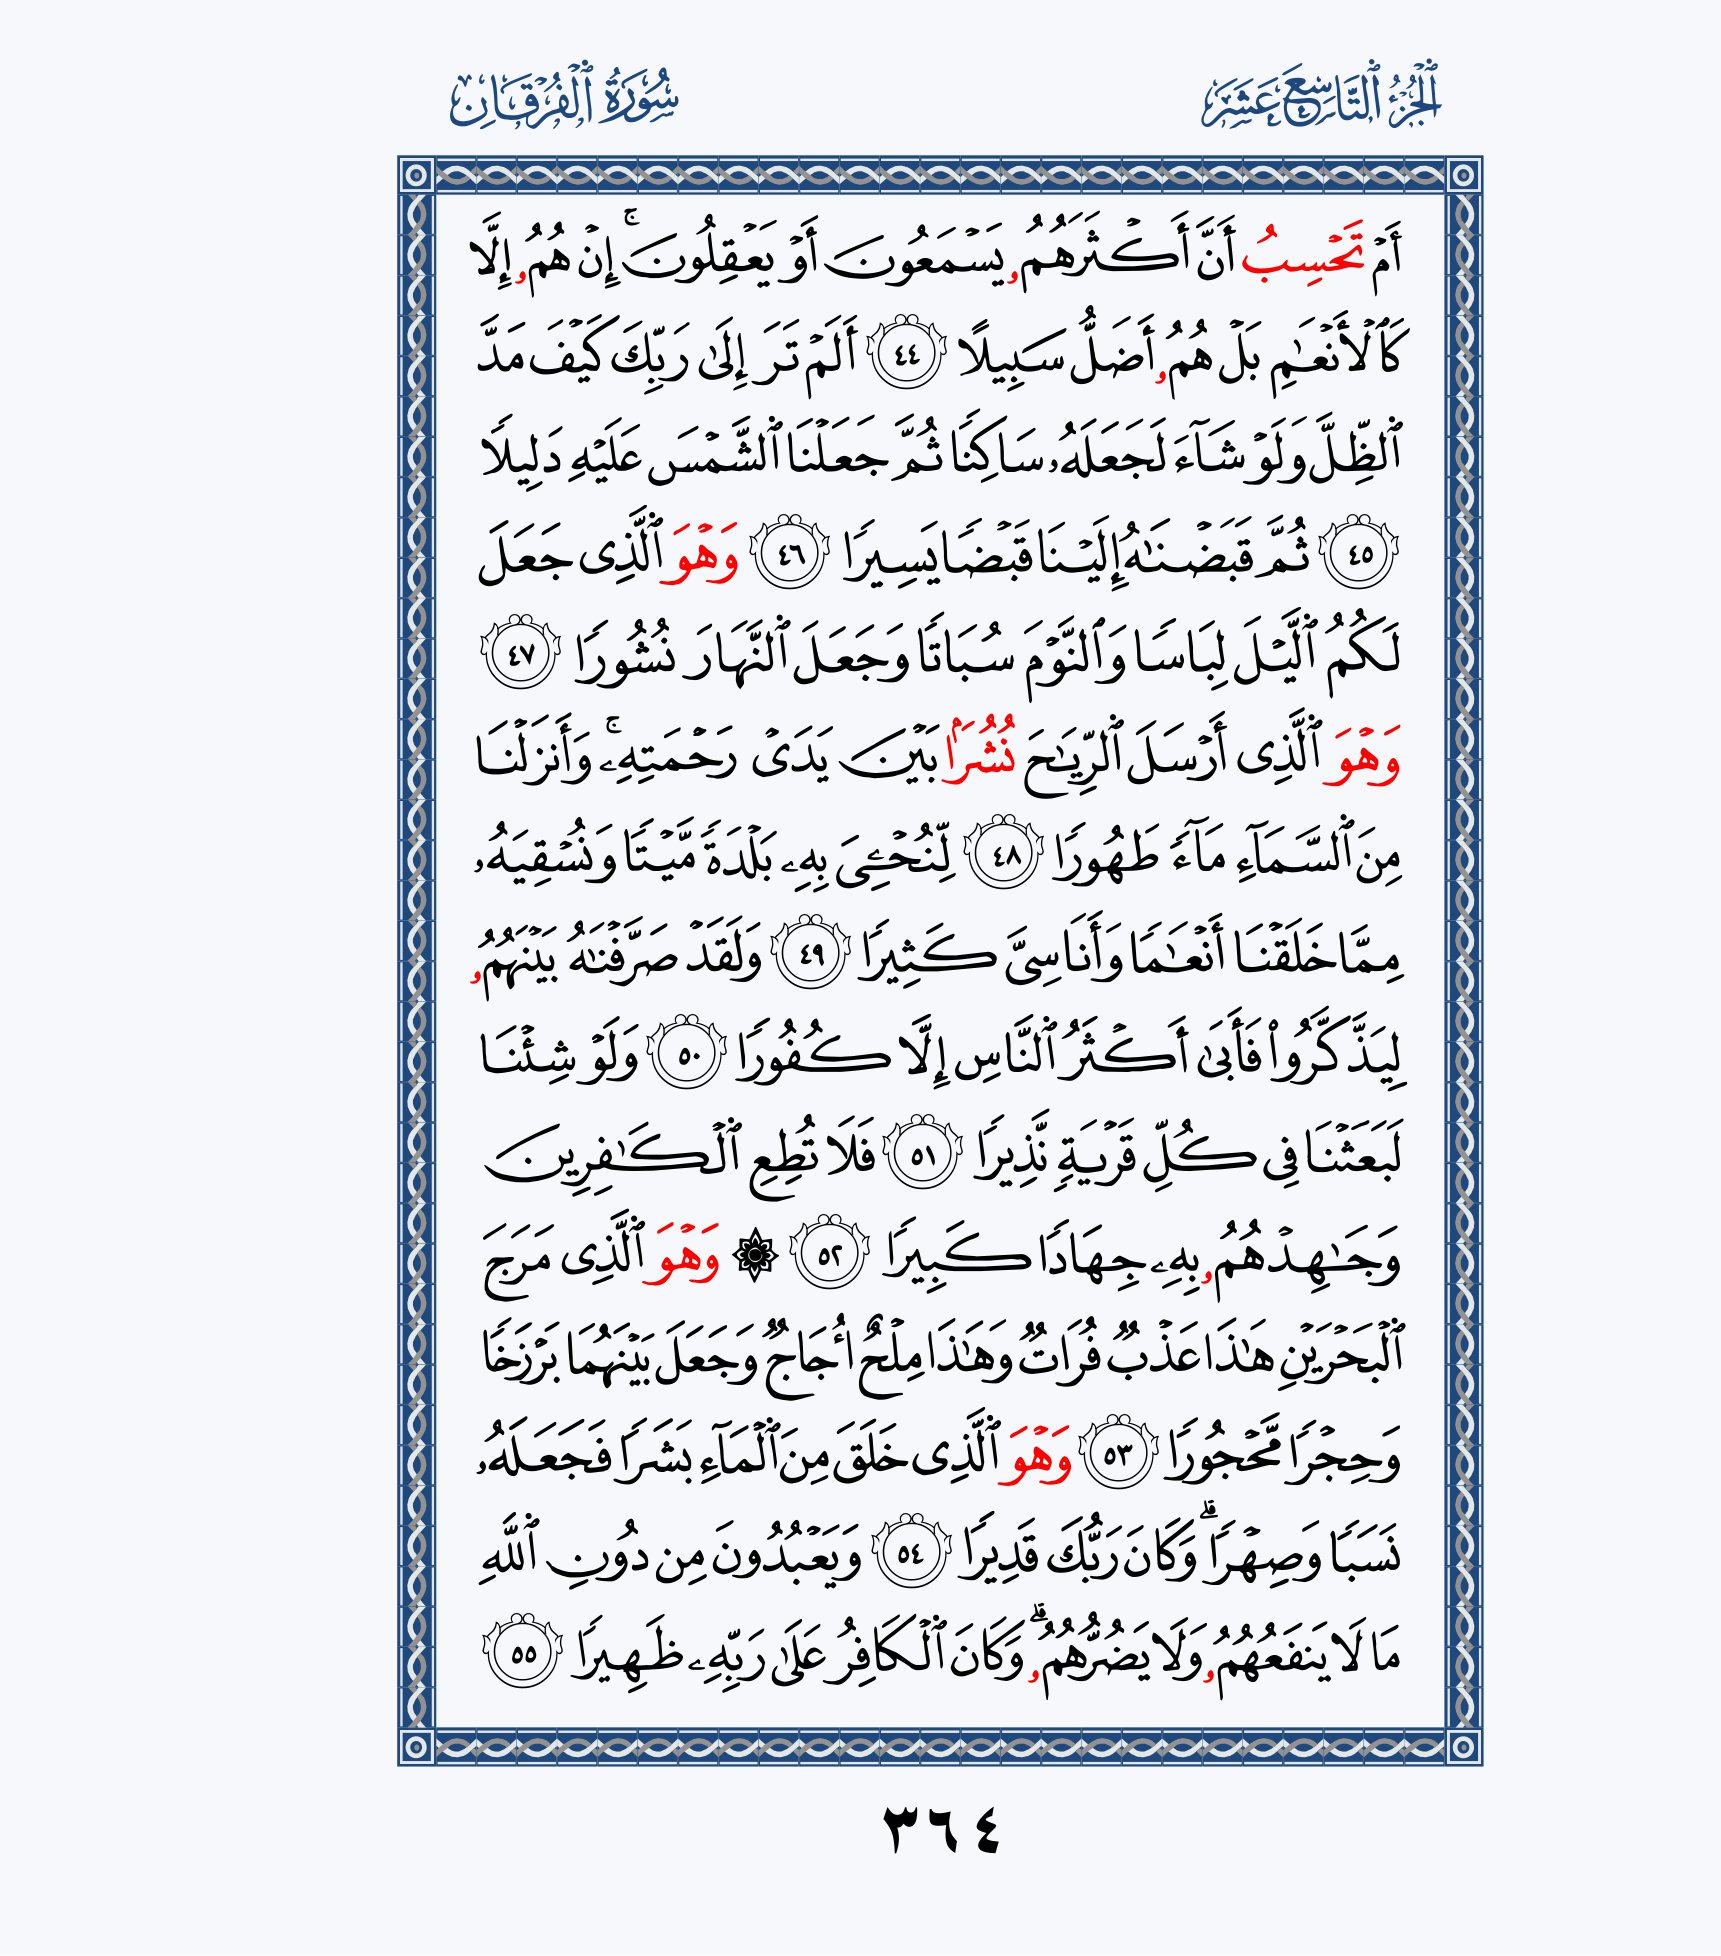 الجُزْءُ التَّاسِعَ عَشَرَ
سُورَةُ الفُرْقَانِ
أَمۡ تَحۡسِبُ أَنَّ أَكۡثَرَهُمُۥ يَسۡمَعُونَ أَوۡ يَعۡقِلُونَۚ إِنۡ هُمُۥ إِلَّا
كَٱلۡأَنۡعَٰمِ بَلۡ هُمُۥ أَضَلُّ سَبِيلًا ٤٤ أَلَمۡ تَرَ إِلَىٰ رَبِّكَ كَيۡفَ مَدَّ
ٱلظِّلَّ وَلَوۡ شَآءَ لَجَعَلَهُۥ سَاكِنًا ثُمَّ جَعَلۡنَا ٱلشَّمۡسَ عَلَيۡهِ دَلِيلًا
٤٥ ثُمَّ قَبَضۡنَٰهُ إِلَيۡنَا قَبۡضًا يَسِيرًا ٤٦ وَهۡوَ ٱلَّذِى جَعَلَ
لَكُمُ ٱلَّيۡلَ لِبَاسًا وَٱلنَّوۡمَ سُبَاتًا وَجَعَلَ ٱلنَّهَارَ نُشُورًا ٤٧
وَهۡوَ ٱلَّذِى أَرۡسَلَ ٱلرِّيَٰحَ نُشُرَۢا بَيۡنَ يَدَىۡ رَحۡمَتِهِۦۚ وَأَنزَلۡنَا
مِنَ ٱلسَّمَآءِ مَآءً طَهُورًا ٤٨ لِّنُحۡـِۧىَ بِهِۦ بَلۡدَةً مَّيۡتًا وَنُسۡقِيَهُۥ
مِمَّا خَلَقۡنَا أَنۡعَٰمًا وَأَنَاسِىَّ كَثِيرًا ٤٩ وَلَقَدۡ صَرَّفۡنَٰهُ بَيۡنَهُمُۥ
لِيَذَّكَّرُواْ فَأَبَىٰ أَكۡثَرُ ٱلنَّاسِ إِلَّا كُفُورًا ٥٠ وَلَوۡ شِئۡنَا
لَبَعَثۡنَا فِى كُلِّ قَرۡيَةٍ نَّذِيرًا ٥١ فَلَا تُطِعِ ٱلۡكَٰفِرِينَ
وَجَٰهِدۡهُمُۥ بِهِۦ جِهَادًا كَبِيرًا ٥٢ ۞ وَهۡوَ ٱلَّذِى مَرَجَ
ٱلۡبَحۡرَيۡنِ هَٰذَا عَذۡبٌ فُرَاتٌ وَهَٰذَا مِلۡحٌ أُجَاجٌ وَجَعَلَ بَيۡنَهُمَا بَرۡزَخًا
وَحِجۡرًا مَّحۡجُورًا ٥٣ وَهۡوَ ٱلَّذِى خَلَقَ مِنَ ٱلۡمَآءِ بَشَرًا فَجَعَلَهُۥ
نَسَبًا وَصِهۡرًاۗ وَكَانَ رَبُّكَ قَدِيرًا ٥٤ وَيَعۡبُدُونَ مِن دُونِ ٱللَّهِ
مَا لَا يَنفَعُهُمُۥ وَلَا يَضُرُّهُمُۥۗ وَكَانَ ٱلۡكَافِرُ عَلَىٰ رَبِّهِۦ ظَهِيرًا ٥٥
٣٦٤